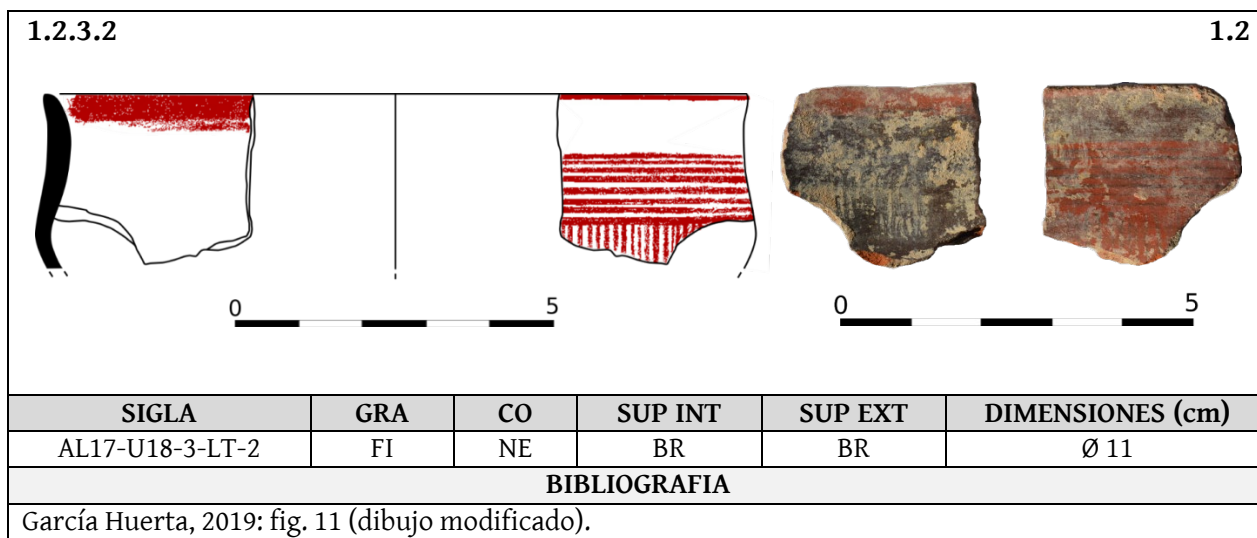 1.2.3.2 1.2
0 5 0 5
SIGLA GRA CO SUP INT SUP EXT DIMENSIONES (cm)
AL17-U18-3-LT-2 FI NE BR BR Ø 11
BIBLIOGRAFIA
García Huerta, 2019: fig. 11 (dibujo modificado).